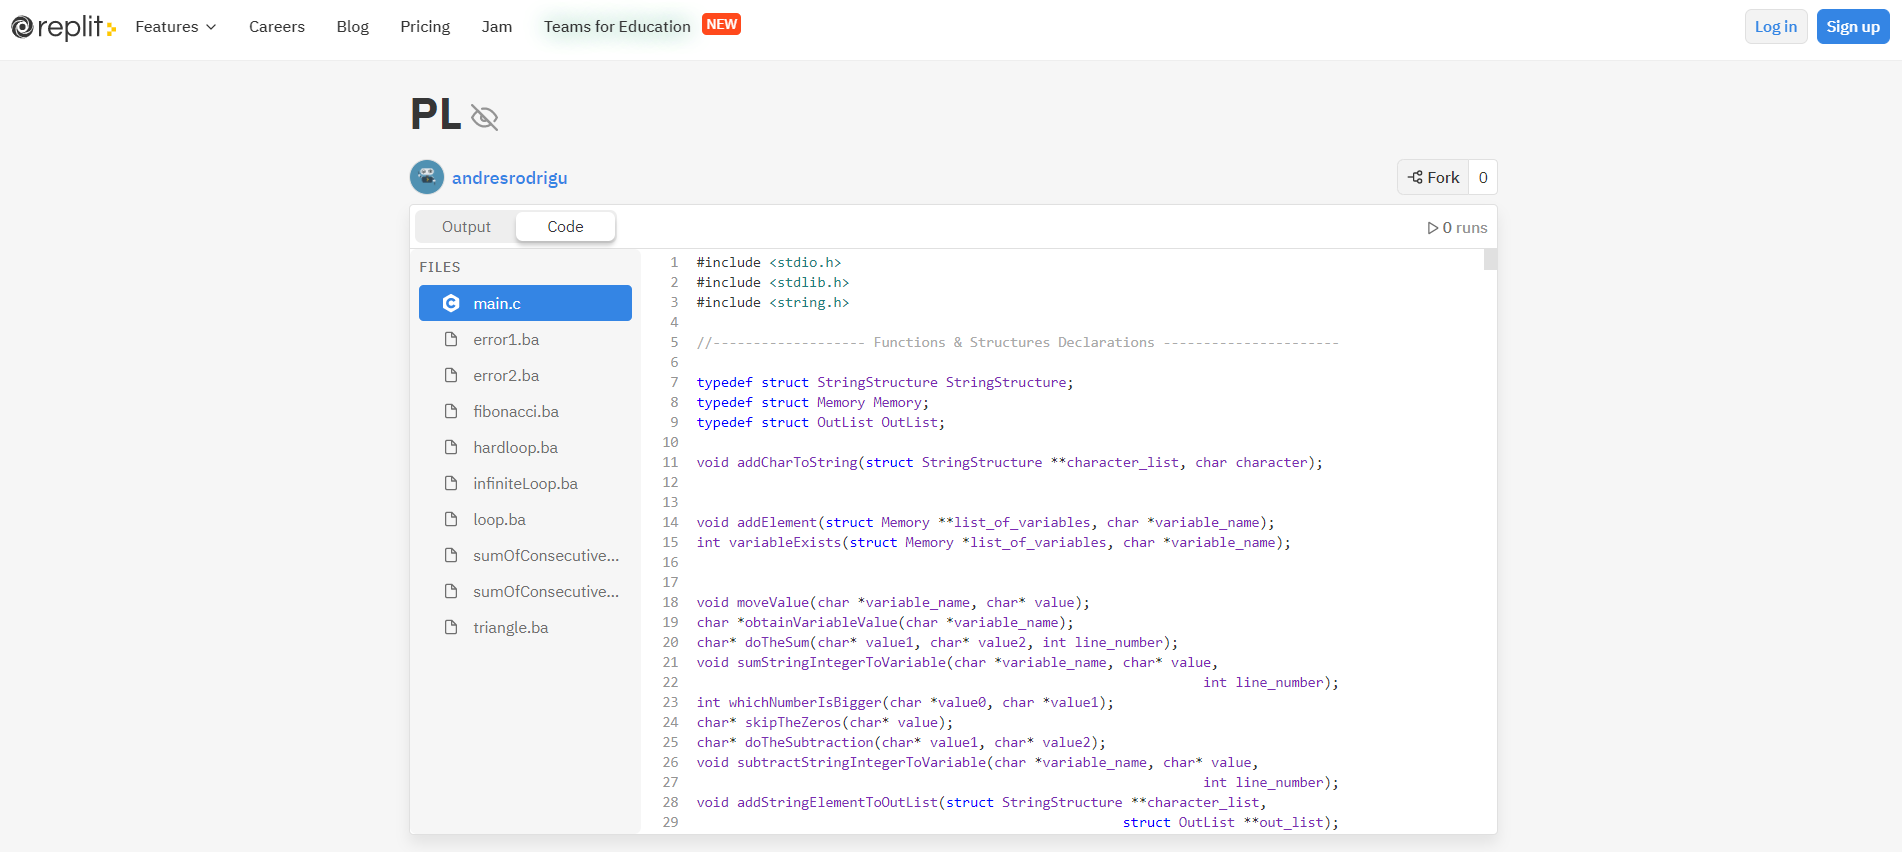 replit
Features
Careers
Blog
Pricing
Jam
Teams for Education
NEW
Log in
Sign up
PL
andresrodrigu
Fork
0
Output
Code
0 runs
FILES
main.c
error1.ba
error2.ba
fibonacci.ba
hardloop.ba
infiniteLoop.ba
loop.ba
sumOfConsecutive...
sumOfConsecutive...
triangle.ba
1 #include <stdio.h>
2 #include <stdlib.h>
3 #include <string.h>
4
5 //------------------- Functions & Structures Declarations ----------------------
6
7 typedef struct StringStructure StringStructure;
8 typedef struct Memory Memory;
9 typedef struct OutList OutList;
10
11 void addCharToString(struct StringStructure **character_list, char character);
12
13
14 void addElement(struct Memory **list_of_variables, char *variable_name);
15 int variableExists(struct Memory *list_of_variables, char *variable_name);
16
17
18 void moveValue(char *variable_name, char* value);
19 char *obtainVariableValue(char *variable_name);
20 char* doTheSum(char* value1, char* value2, int line_number);
21 void sumStringIntegerToVariable(char *variable_name, char* value,
22 int line_number);
23 int whichNumberIsBigger(char *value0, char *value1);
24 char* skipTheZeros(char* value);
25 char* doTheSubtraction(char* value1, char* value2);
26 void subtractStringIntegerToVariable(char *variable_name, char* value,
27 int line_number);
28 void addStringElementToOutList(struct StringStructure **character_list,
29 struct OutList **out_list);